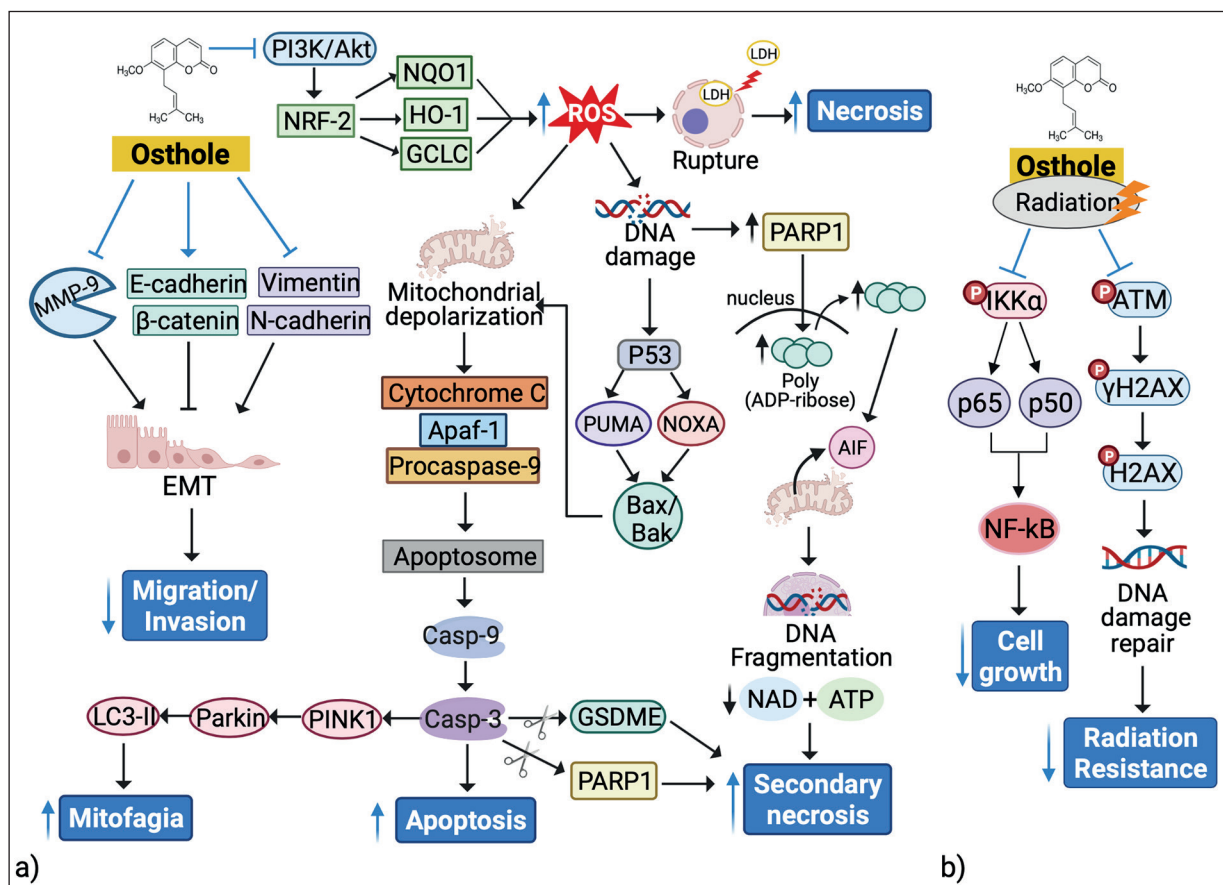 H₃CO
O
O
H₃C
CH₃
Osthole
PI3K/Akt
NRF-2
NQO1
HO-1
GCLC
ROS
LDH
LDH
Rupture
Necrosis
MMP-9
E-cadherin
β-catenin
Vimentin
N-cadherin
EMT
Migration/
Invasion
Mitochondrial
depolarization
Cytochrome C
Apaf-1
Procaspase-9
Apoptosome
Casp-9
Casp-3
PINK1
Parkin
LC3-II
Mitofagia
Apoptosis
GSDME
PARP1
DNA
damage
PARP1
P53
PUMA
NOXA
Bax/
Bak
nucleus
Poly
(ADP-ribose)
AIF
DNA
Fragmentation
NAD + ATP
Secondary
necrosis
a)
H₃CO
O
O
H₃C
CH₃
Osthole
Radiation
P
IKKα
p65
p50
NF-kB
Cell
growth
P
ATM
P
γH2AX
P
H2AX
DNA
damage
repair
Radiation
Resistance
b)